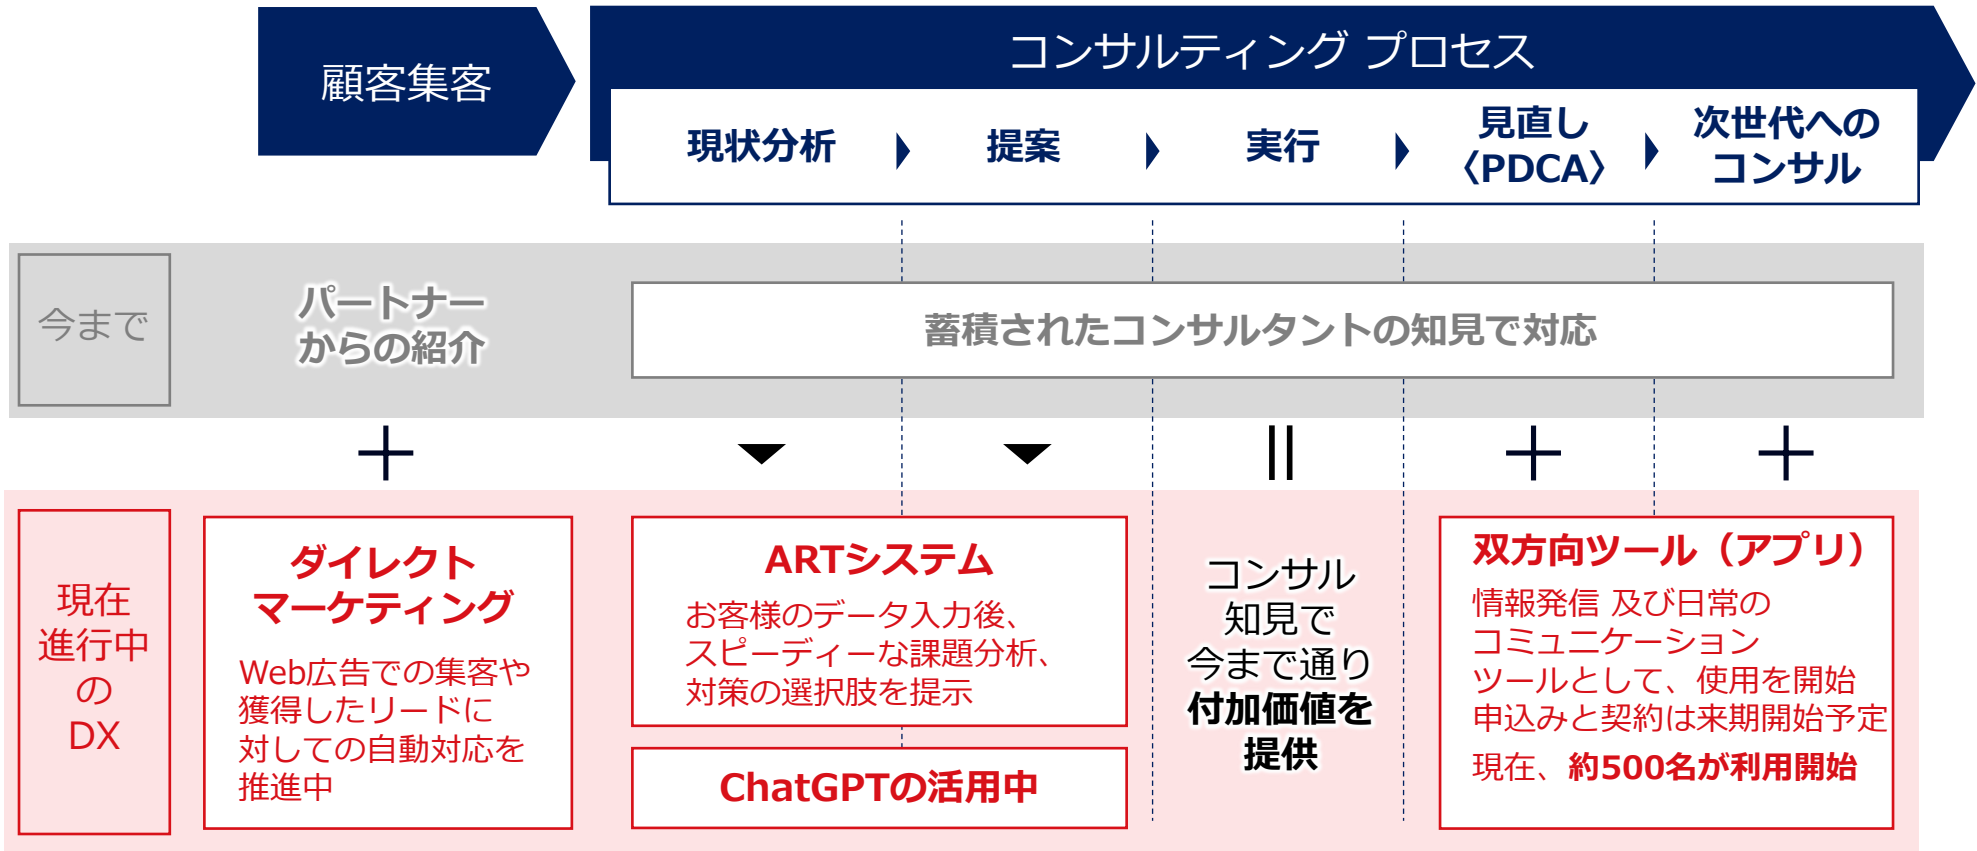 顧客集客
コンサルティング プロセス
現状分析
提案
実行
見直し
〈PDCA〉
次世代への
コンサル
今まで
パートナー
からの紹介
蓄積されたコンサルタントの知見で対応
現在
進行中
の
DX
ダイレクト
マーケティング
Web広告での集客や
獲得したリードに
対しての自動対応を
推進中
ARTシステム
お客様のデータ入力後、
スピーディーな課題分析、
対策の選択肢を提示
ChatGPTの活用中
コンサル
知見で
今まで通り
付加価値を
提供
双方向ツール（アプリ）
情報発信 及び日常の
コミュニケーション
ツールとして、使用を開始
申込みと契約は来期開始予定
現在、約500名が利用開始